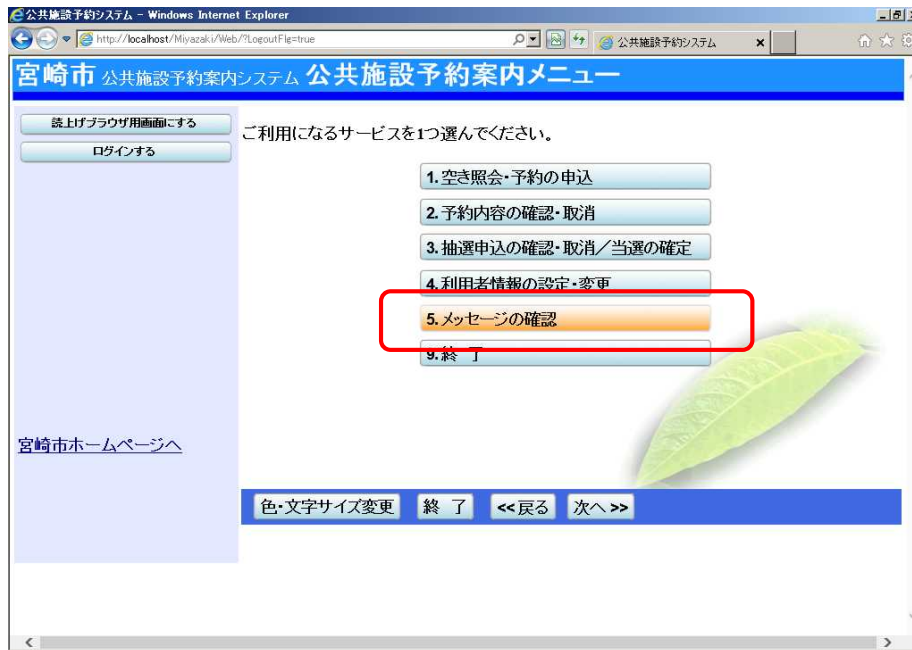 公共施設予約システム - Windows Internet Explorer
http://localhost/Miyazaki/Web/?LogoutFlg=true
公共施設予約システム
宮崎市 公共施設予約案内システム 公共施設予約案内メニュー
読上げブラウザ用画面にする
ログインする
ご利用になるサービスを1つ選んでください。
1.空き照会・予約の申込
2.予約内容の確認・取消
3.抽選申込の確認・取消／当選の確定
4.利用者情報の設定・変更
5.メッセージの確認
9.終 了
宮崎市ホームページへ
色・文字サイズ変更 終 了 <<戻る 次へ>>